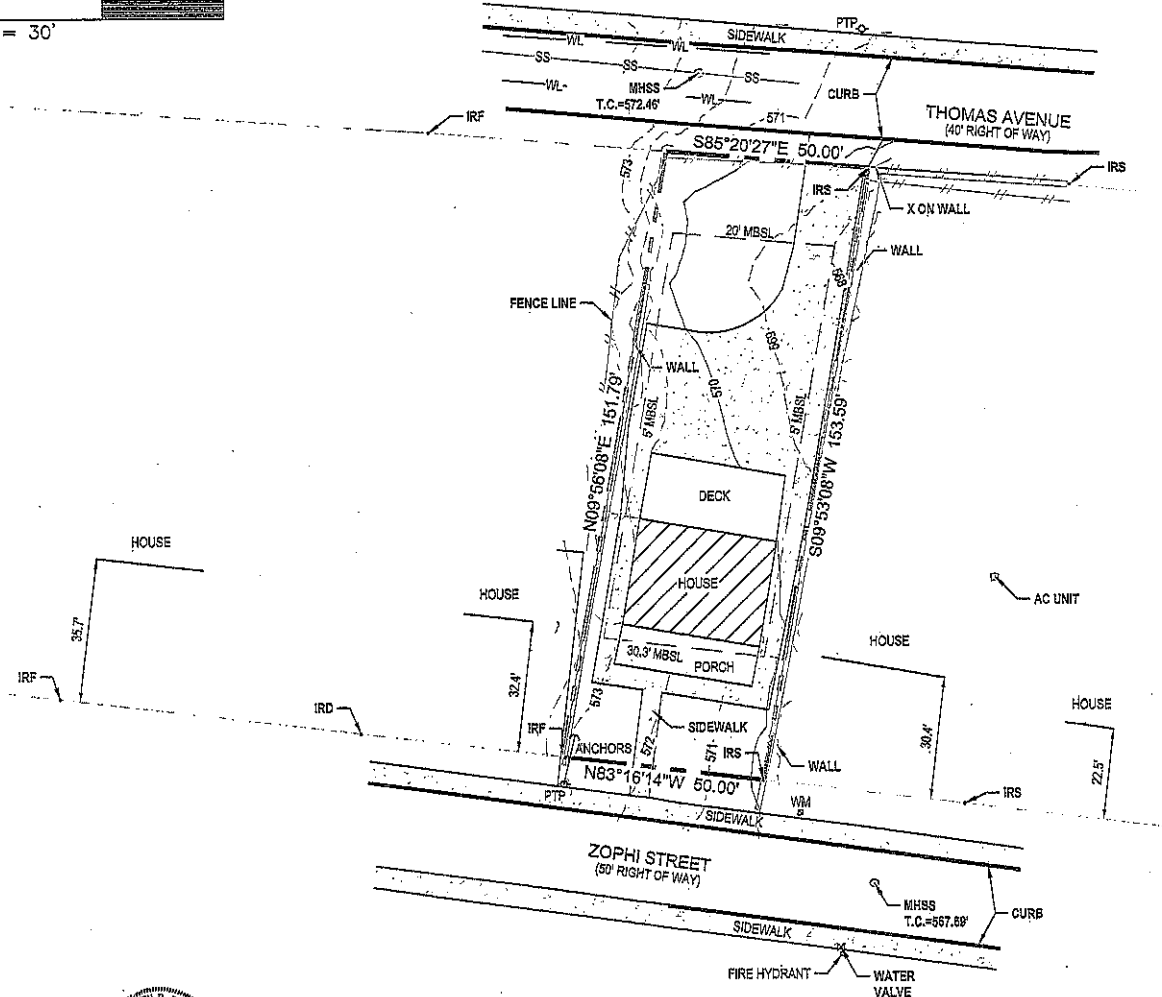 = 30'
PTP
SIDEWALK
WL
WL
SS
SS
SS
WL
WL
MHSS
T.C.=572.46'
CURB
THOMAS AVENUE
(40' RIGHT OF WAY)
571
IRF
S85°20'27"E 50.00'
573
IRS
IRS
X ON WALL
20' MBSL
WALL
568
FENCE LINE
569
WALL
570
N09°56'08"E 151.79'
5' MBSL
5' MBSL
S09°53'08"W 153.59'
DECK
HOUSE
HOUSE
AC UNIT
HOUSE
35.7'
32.4'
HOUSE
30.3' MBSL
PORCH
IRF
573
HOUSE
IRD
30.4'
22.5'
IRF
SIDEWALK
572
571
ANCHORS
IRS
WALL
N83°16'14"W 50.00'
IRS
PTP
WM
SIDEWALK
ZOPHI STREET
(50' RIGHT OF WAY)
MHSS
T.C.=567.69'
CURB
SIDEWALK
FIRE HYDRANT
WATER
VALVE